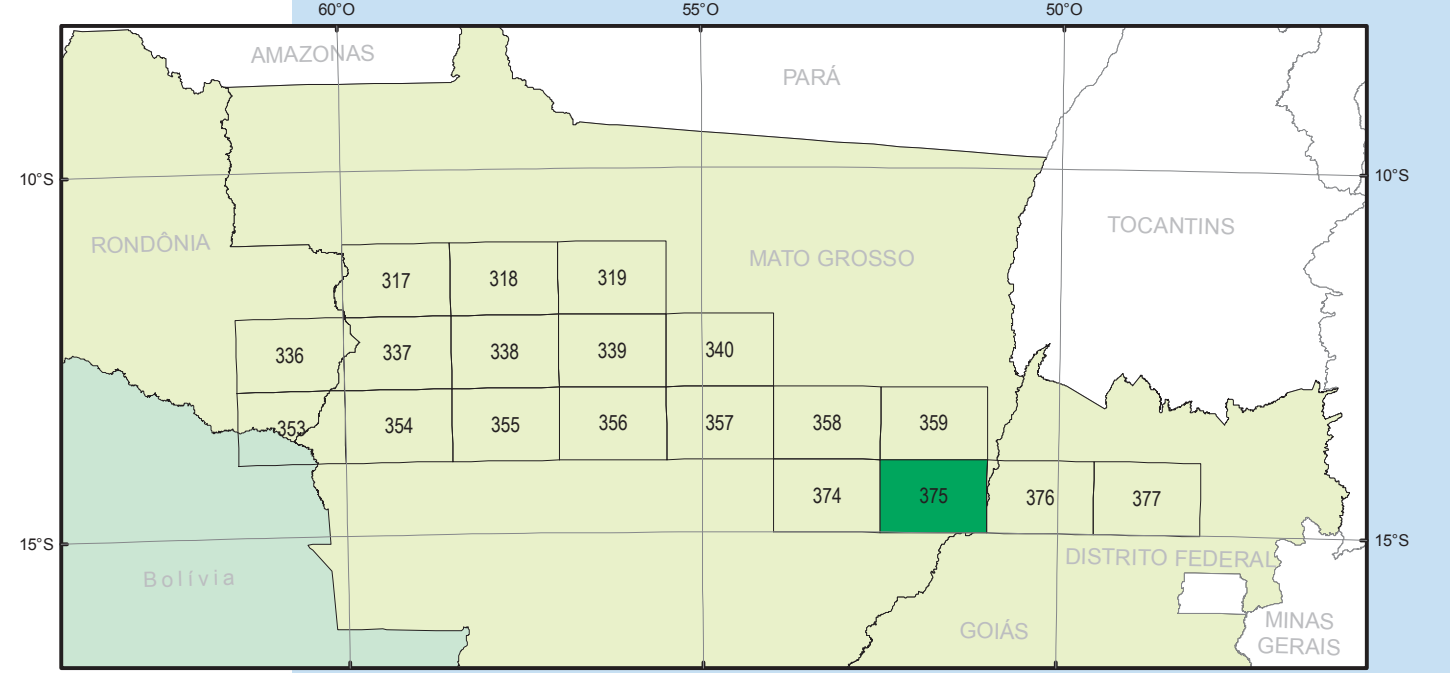 60°O 55°O 50°O
AMAZONAS
PARÁ
10°S 10°S
TOCANTINS
RONDÔNIA
MATO GROSSO
317 318 319
336 337 338 339 340
353 354 355 356 357 358 359
374 375 376 377
15°S 15°S
DISTRITO FEDERAL
Bolívia
GOIÁS
MINAS
GERAIS